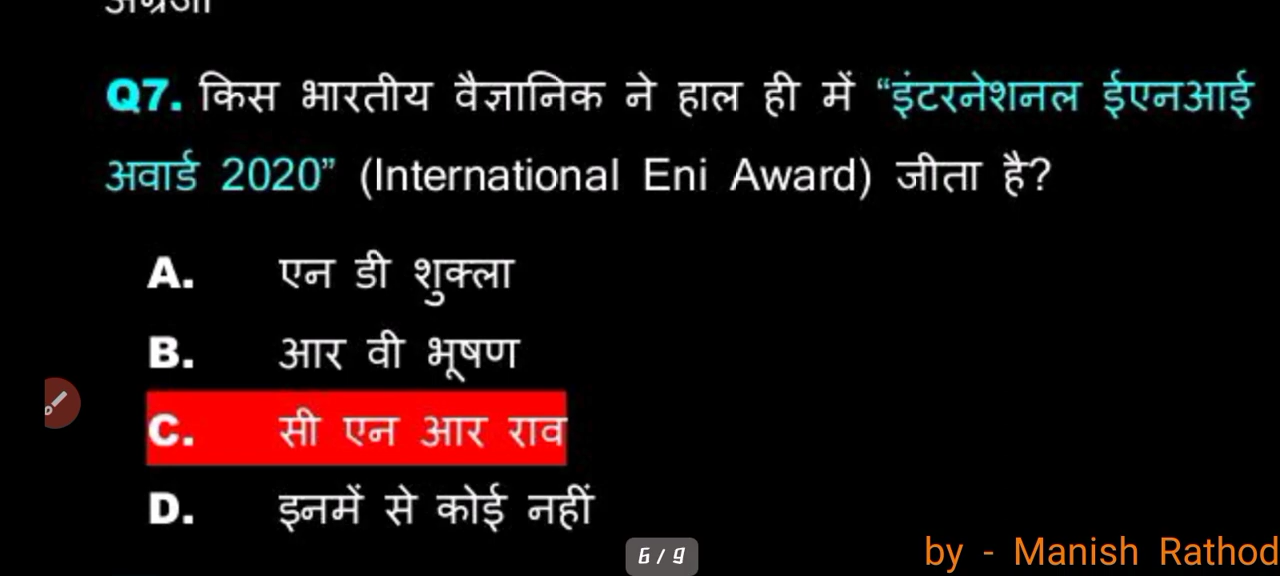 Q7. किस भारतीय वैज्ञानिक ने हाल ही में “इंटरनेशनल ईएनआई
अवार्ड 2020” (International Eni Award) जीता है?
A. एन डी शुक्ला
B. आर वी भूषण
C. सी एन आर राव
D. इनमें से कोई नहीं
6 / 9
by - Manish Rathod